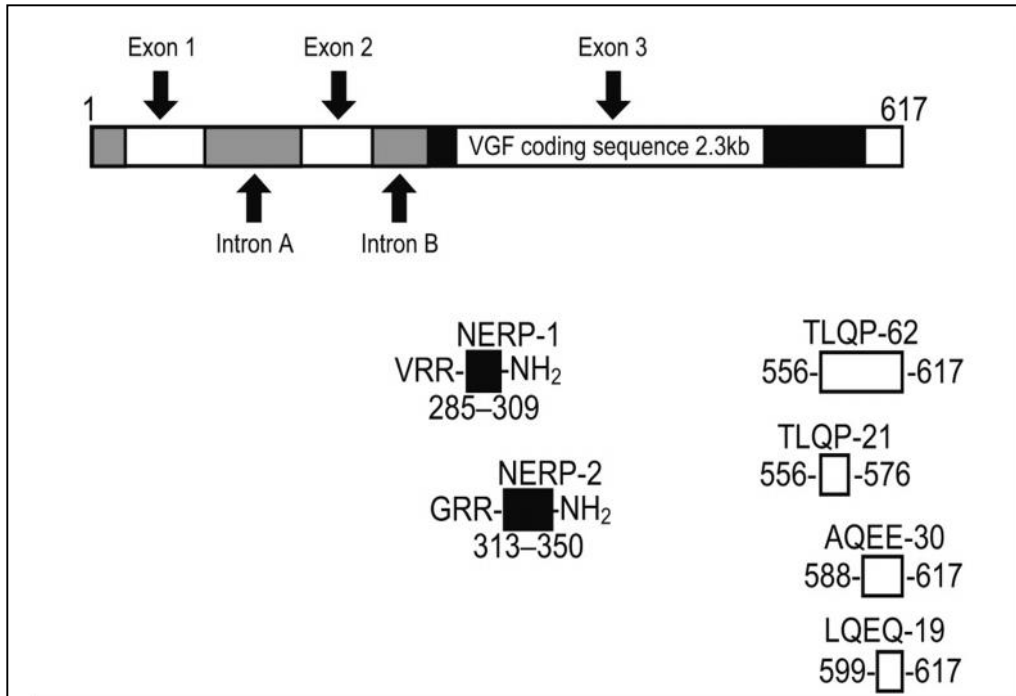 Exon 1 Exon 2 Exon 3
1 617
VGF coding sequence 2.3kb
Intron A Intron B
NERP-1
VRR- -NH₂
285–309
NERP-2
GRR- -NH₂
313–350
TLQP-62
556- -617
TLQP-21
556- -576
AQEE-30
588- -617
LQEQ-19
599- -617